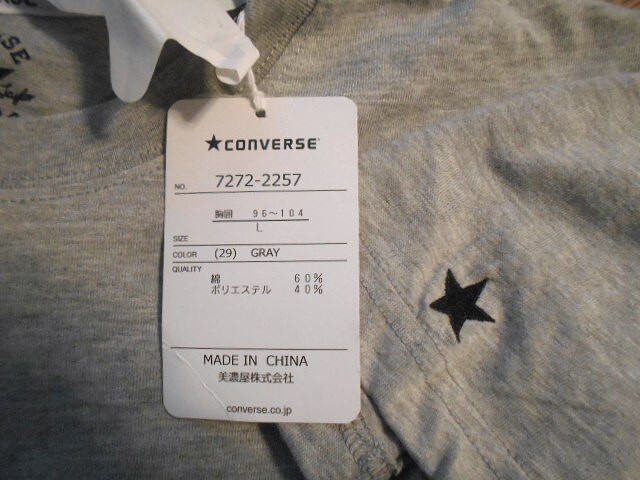 ★CONVERSE
NO. 7272-2257
胸囲 96～104
L
SIZE
COLOR (29) GRAY
QUALITY
綿 60%
ポリエステル 40%
MADE IN CHINA
美濃屋株式会社
converse.co.jp